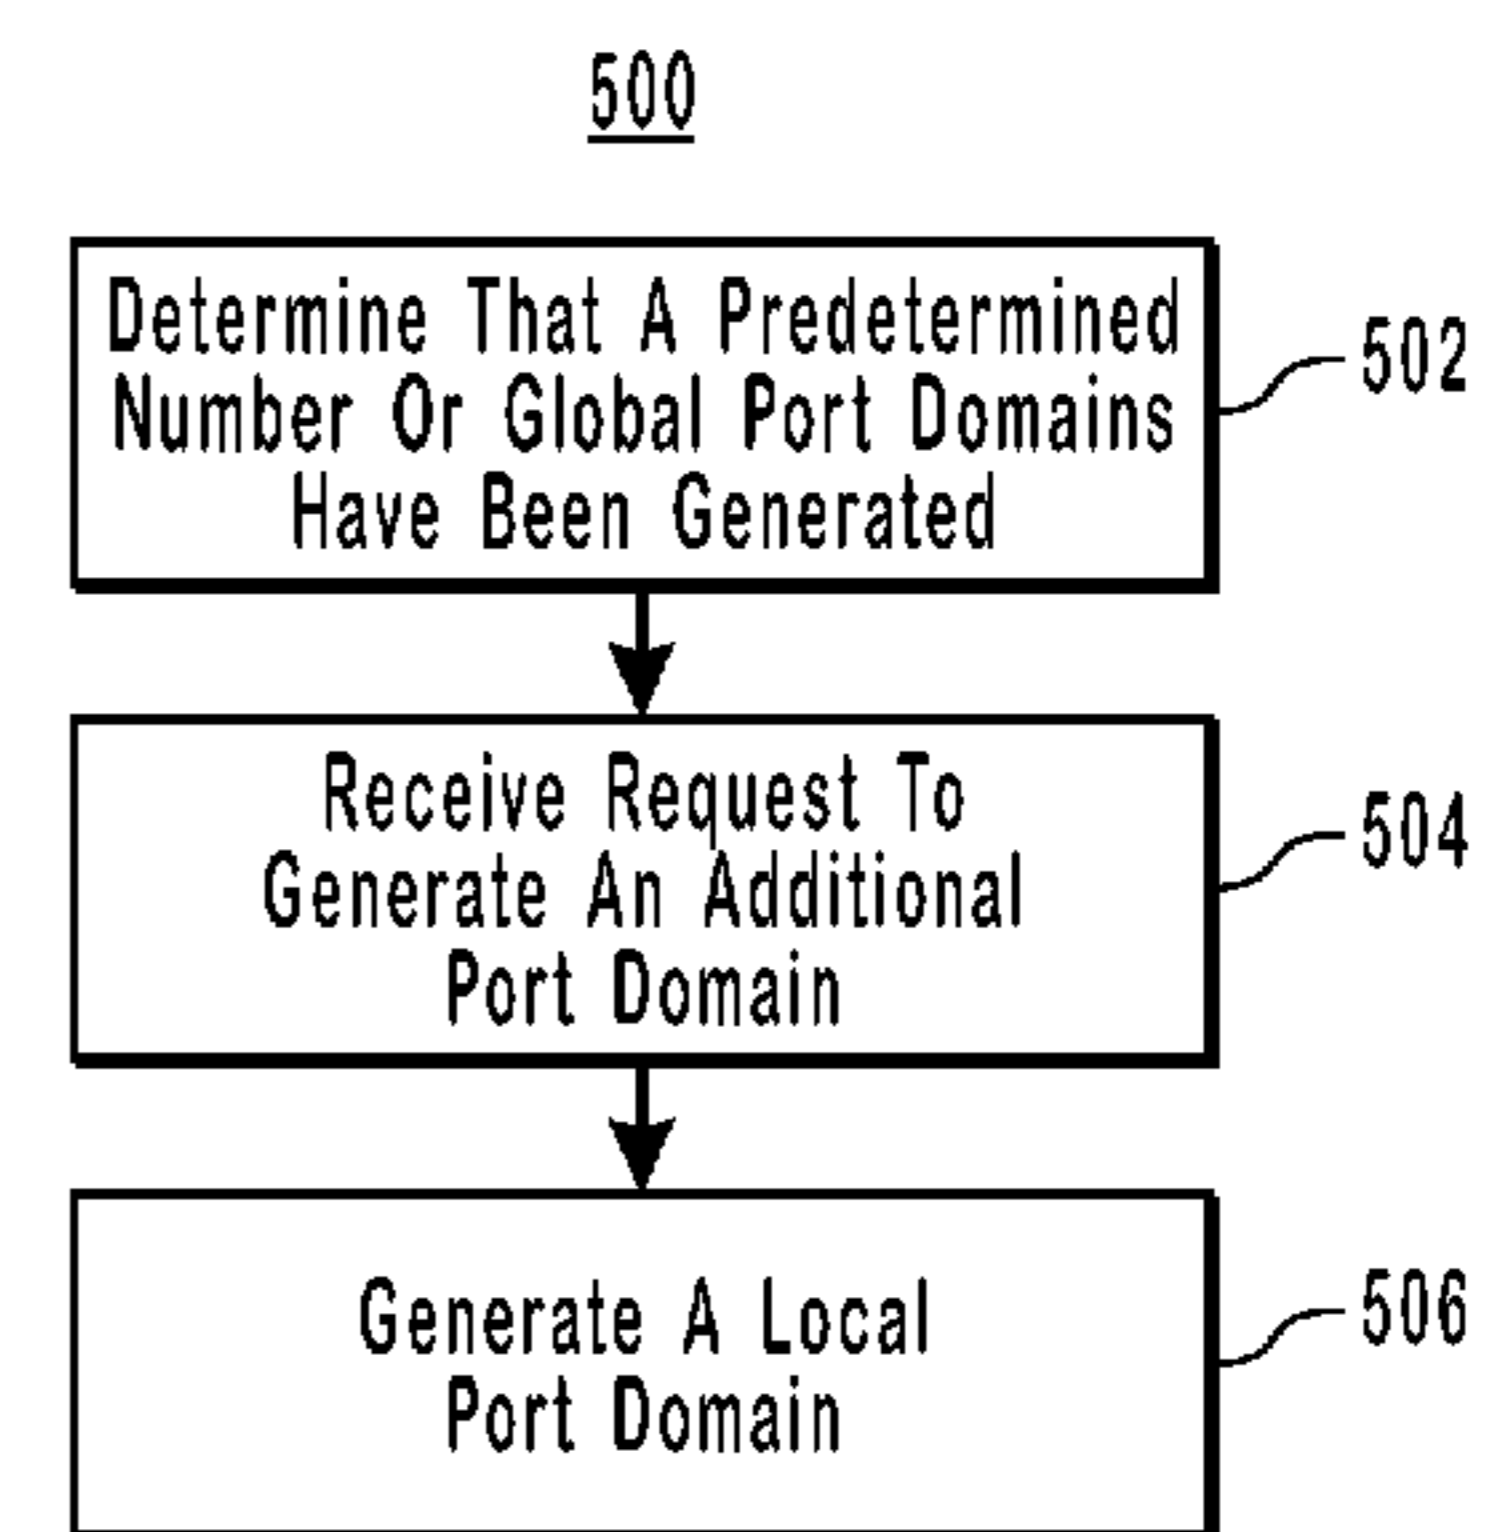 500
Determine That A Predetermined
Number Or Global Port Domains
Have Been Generated
502
Receive Request To
Generate An Additional
Port Domain
504
Generate A Local
Port Domain
506